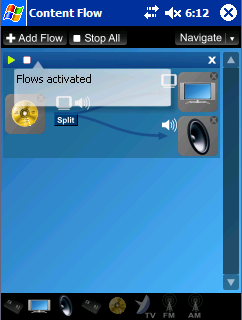 Content Flow 6:12
Add Flow Stop All Navigate
x
Flows activated
Split
TV FM AM